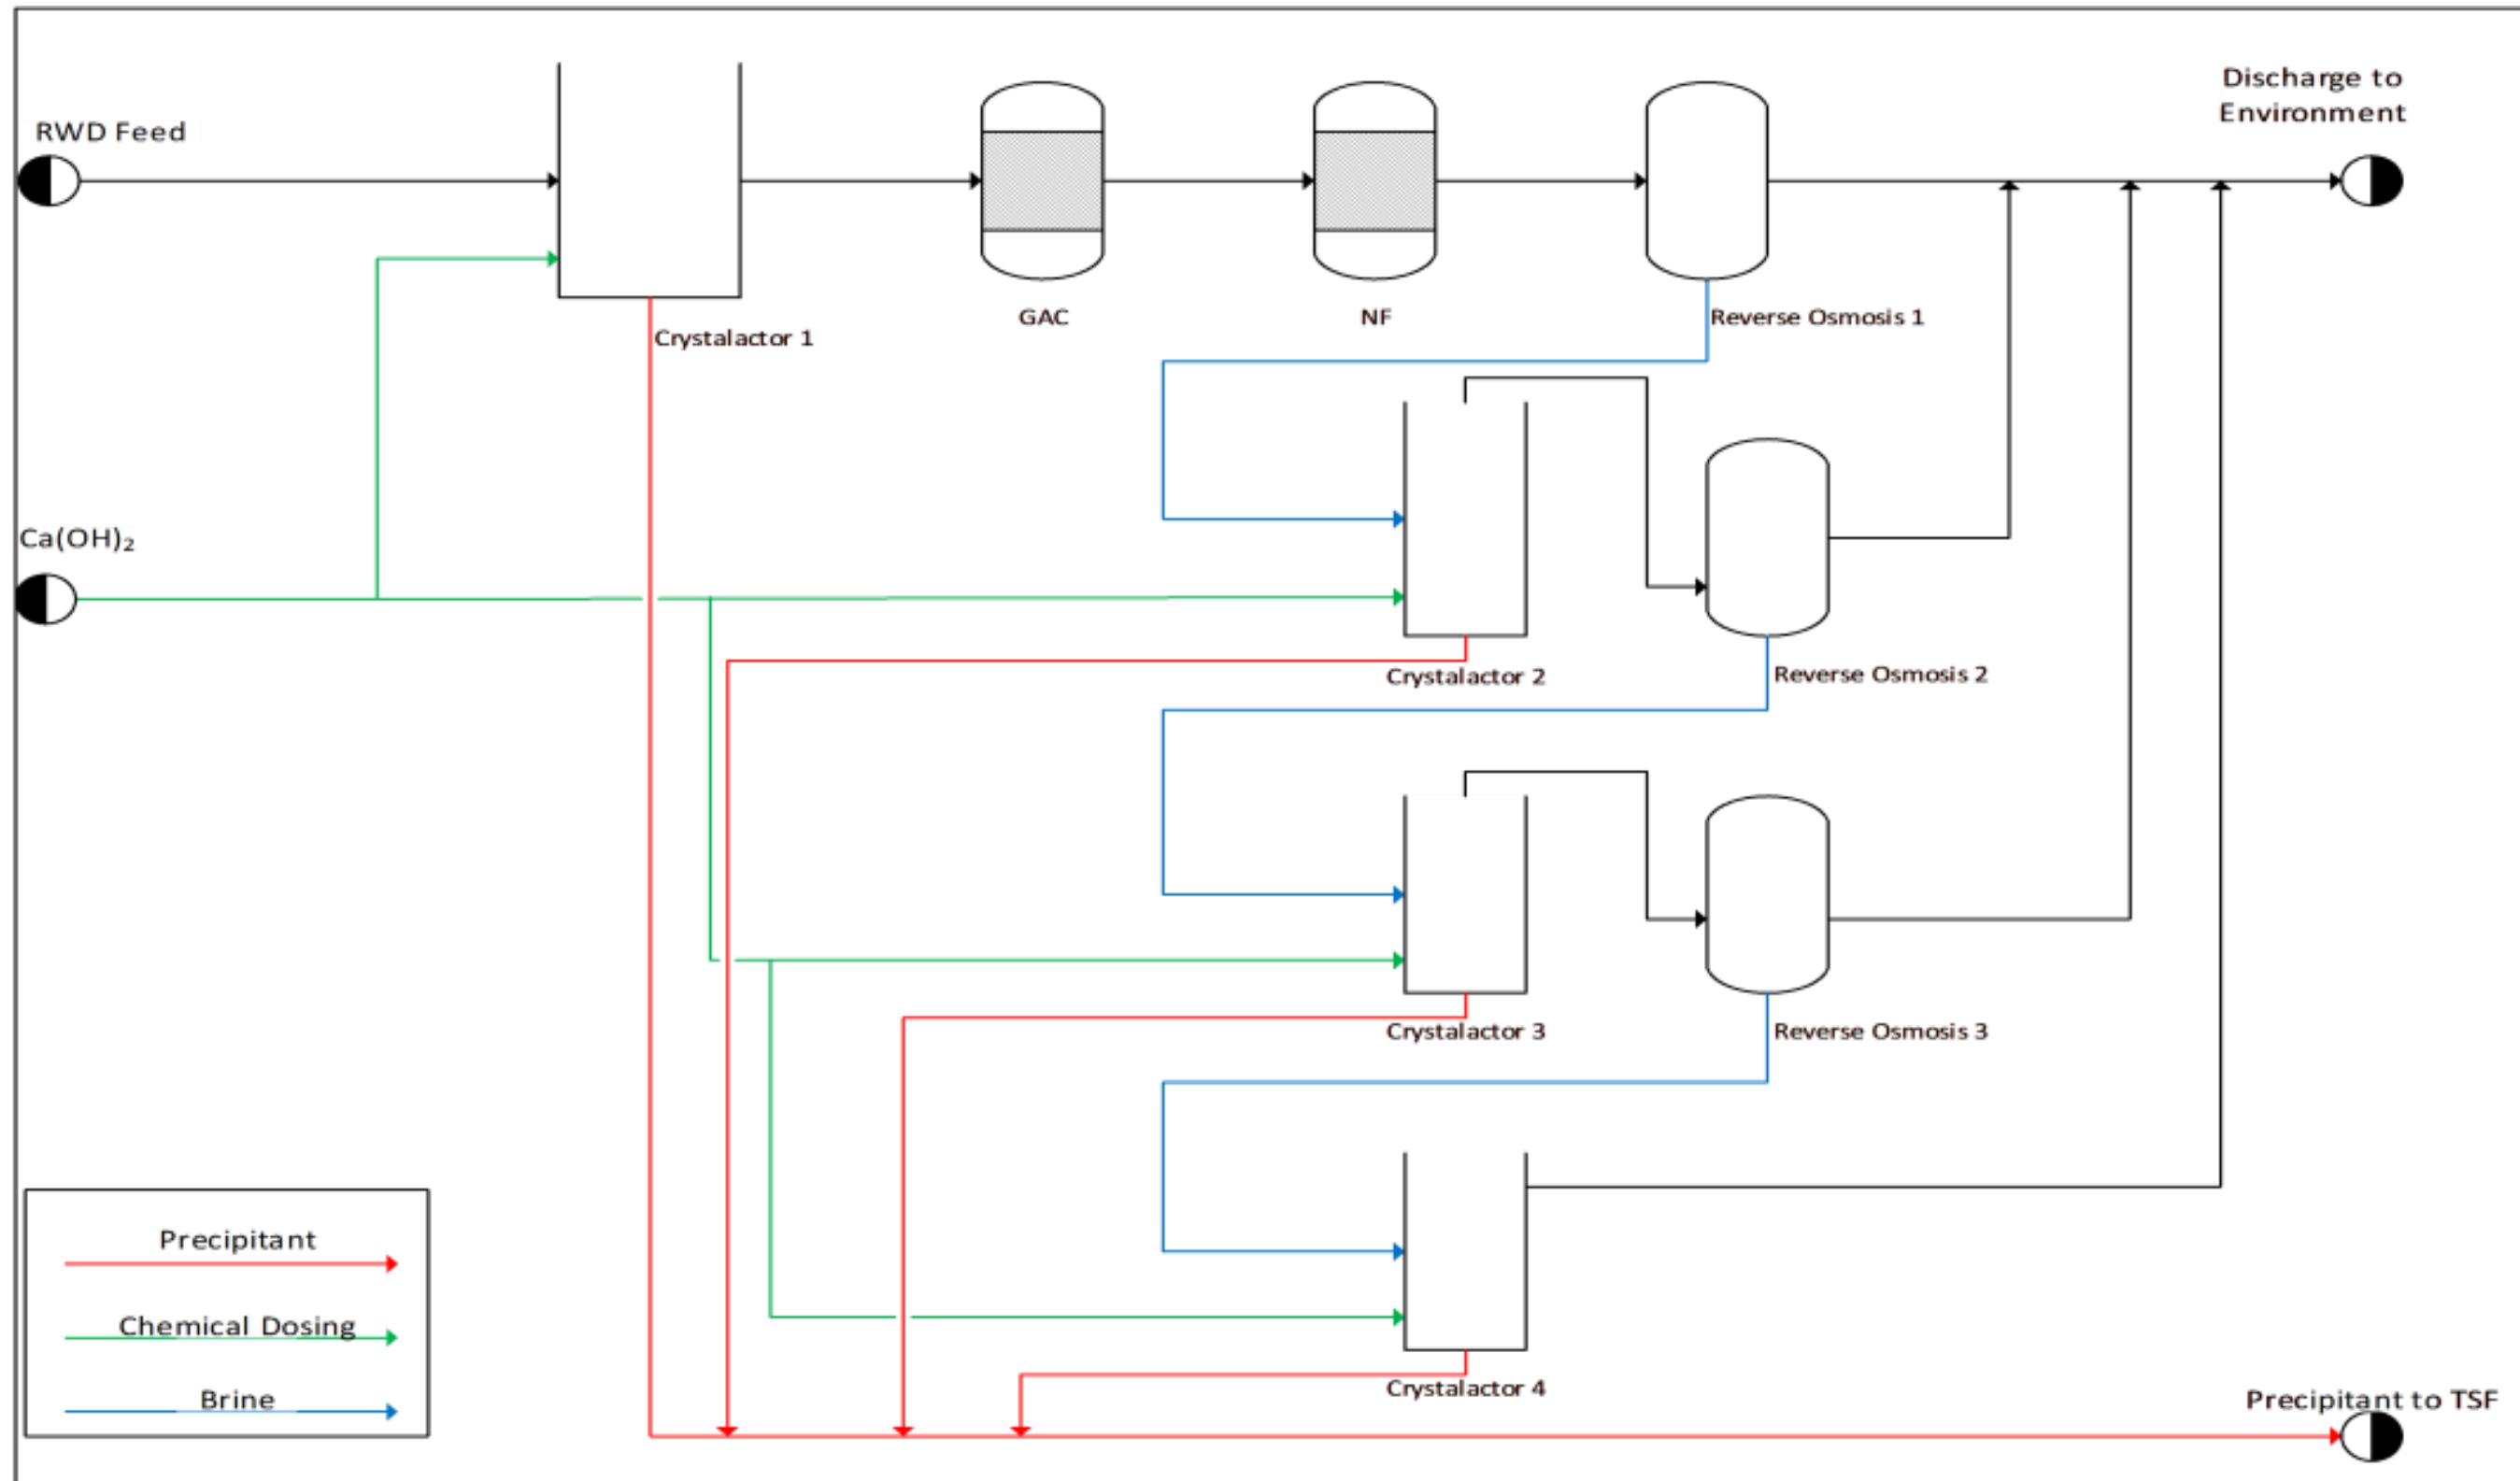 Discharge to
Environment
RWD Feed
GAC
NF
Reverse Osmosis 1
Crystalactor 1
Ca(OH)₂
Crystalactor 2
Reverse Osmosis 2
Crystalactor 3
Reverse Osmosis 3
Precipitant
Chemical Dosing
Brine
Crystalactor 4
Precipitant to TSF